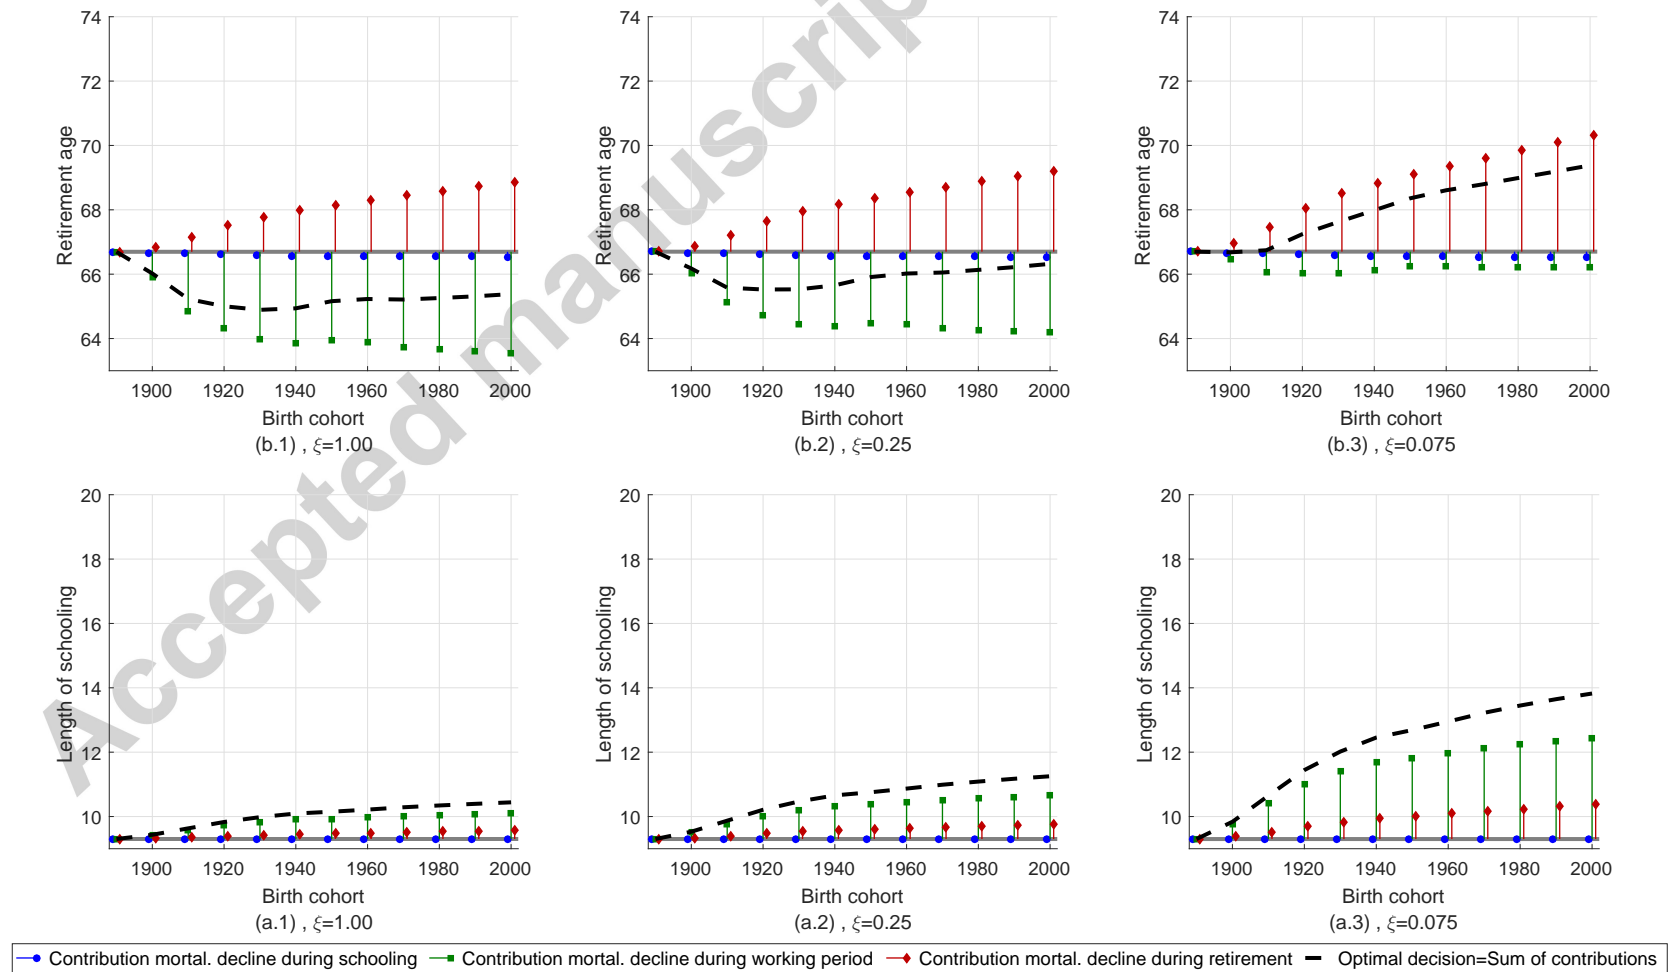 Accepted manuscript
74
72
70
68
66
64
Retirement age
1900 1920 1940 1960 1980 2000
Birth cohort
(b.1) , ξ=1.00
74
72
70
68
66
64
Retirement age
1900 1920 1940 1960 1980 2000
Birth cohort
(b.2) , ξ=0.25
74
72
70
68
66
64
Retirement age
1900 1920 1940 1960 1980 2000
Birth cohort
(b.3) , ξ=0.075
20
18
16
14
12
10
Length of schooling
1900 1920 1940 1960 1980 2000
Birth cohort
(a.1) , ξ=1.00
20
18
16
14
12
10
Length of schooling
1900 1920 1940 1960 1980 2000
Birth cohort
(a.2) , ξ=0.25
20
18
16
14
12
10
Length of schooling
1900 1920 1940 1960 1980 2000
Birth cohort
(a.3) , ξ=0.075
Contribution mortal. decline during schooling Contribution mortal. decline during working period Contribution mortal. decline during retirement Optimal decision=Sum of contributions